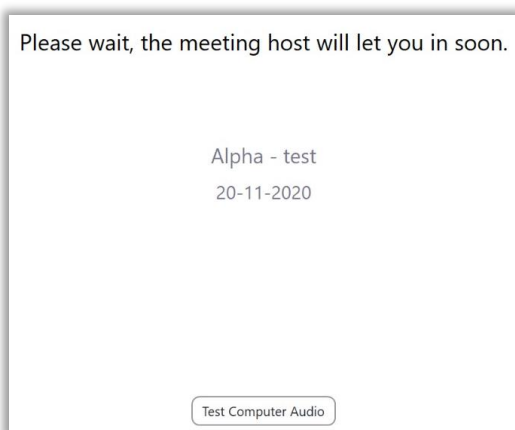 Please wait, the meeting host will let you in soon.
Alpha - test
20-11-2020
Test Computer Audio